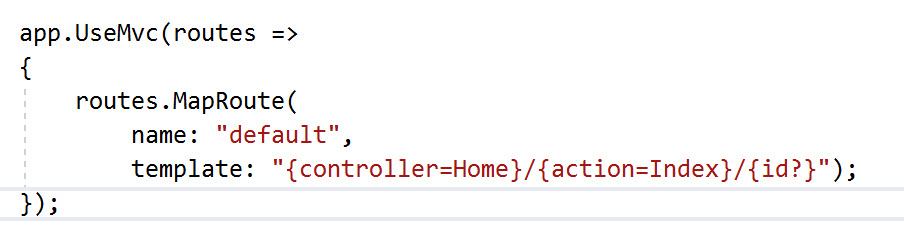 app.UseMvc(routes =>
{
    routes.MapRoute(
        name: "default",
        template: "{controller=Home}/{action=Index}/{id?}");
});